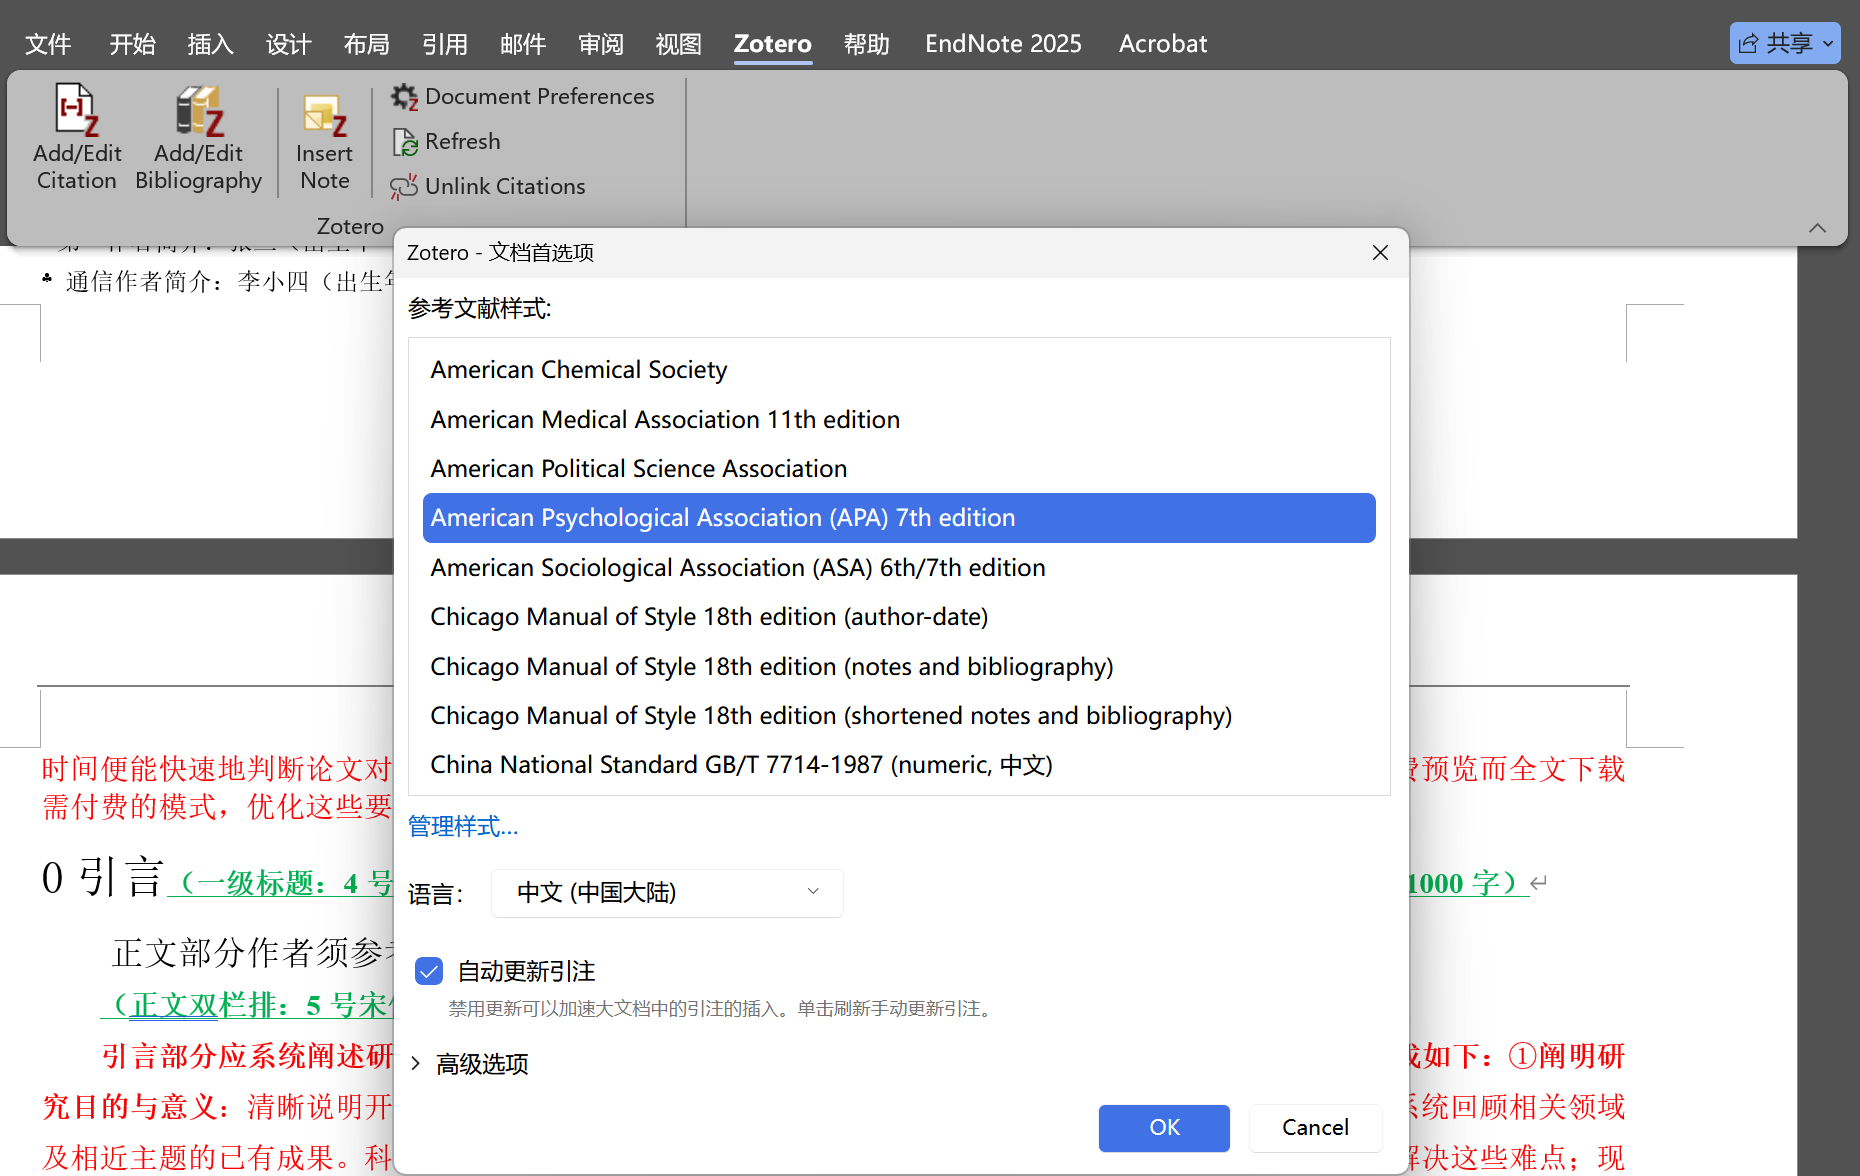 文件 开始 插入 设计 布局 引用 邮件 审阅 视图 Zotero 帮助 EndNote 2025 Acrobat 共享
Add/Edit Citation
Add/Edit Bibliography
Insert Note
Document Preferences
Refresh
Unlink Citations
Zotero
♣ 通信作者简介：李小四（出生年
Zotero - 文档首选项
参考文献样式:
American Chemical Society
American Medical Association 11th edition
American Political Science Association
American Psychological Association (APA) 7th edition
American Sociological Association (ASA) 6th/7th edition
Chicago Manual of Style 18th edition (author-date)
Chicago Manual of Style 18th edition (notes and bibliography)
Chicago Manual of Style 18th edition (shortened notes and bibliography)
China National Standard GB/T 7714-1987 (numeric, 中文)
管理样式...
语言： 中文 (中国大陆)
自动更新引注
禁用更新可以加速大文档中的引注的插入。单击刷新手动更新引注。
高级选项
OK Cancel
时间便能快速地判断论文对 预览而全文下载
需付费的模式，优化这些要
0 引言（一级标题：4 号 1000 字）↵
正文部分作者须参
（正文双栏排：5 号宋
引言部分应系统阐述研 如下：①阐明研
究目的与意义：清晰说明开 统回顾相关领域
及相近主题的已有成果。科 决这些难点；现